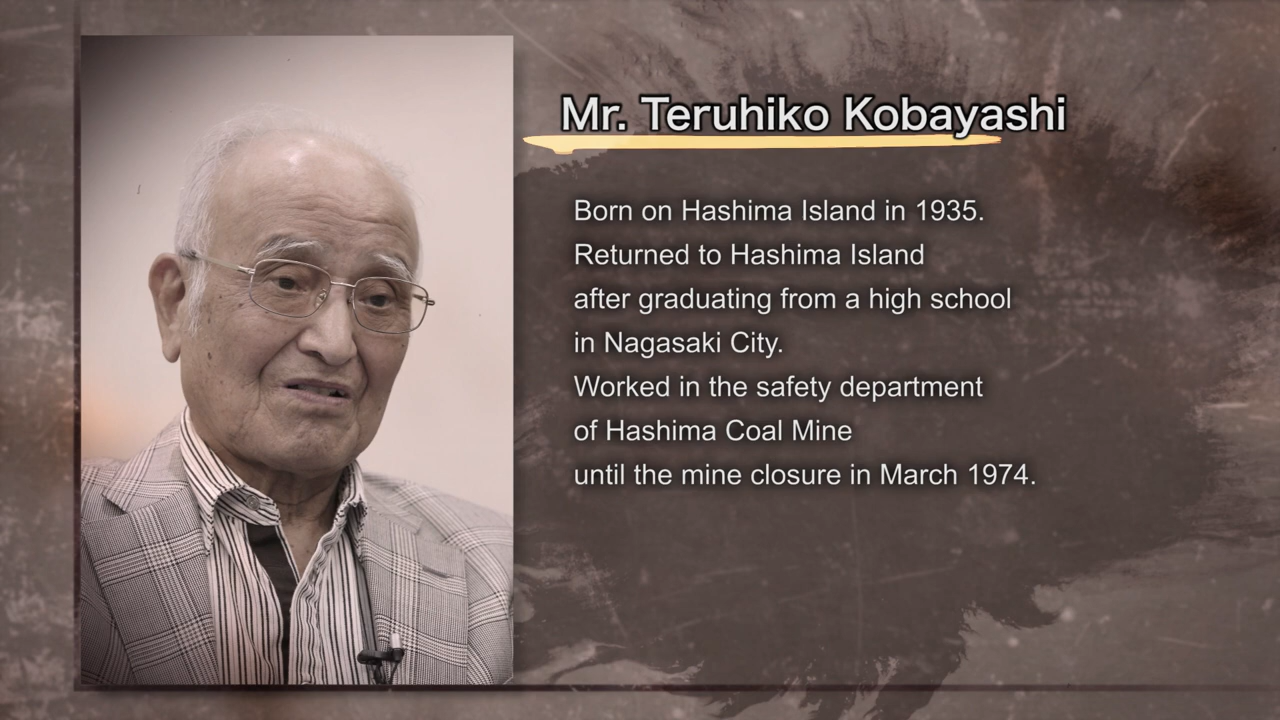 Mr. Teruhiko Kobayashi
Born on Hashima Island in 1935.
Returned to Hashima Island
after graduating from a high school
in Nagasaki City.
Worked in the safety department
of Hashima Coal Mine
until the mine closure in March 1974.